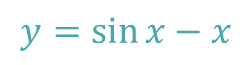 y = sin x − x